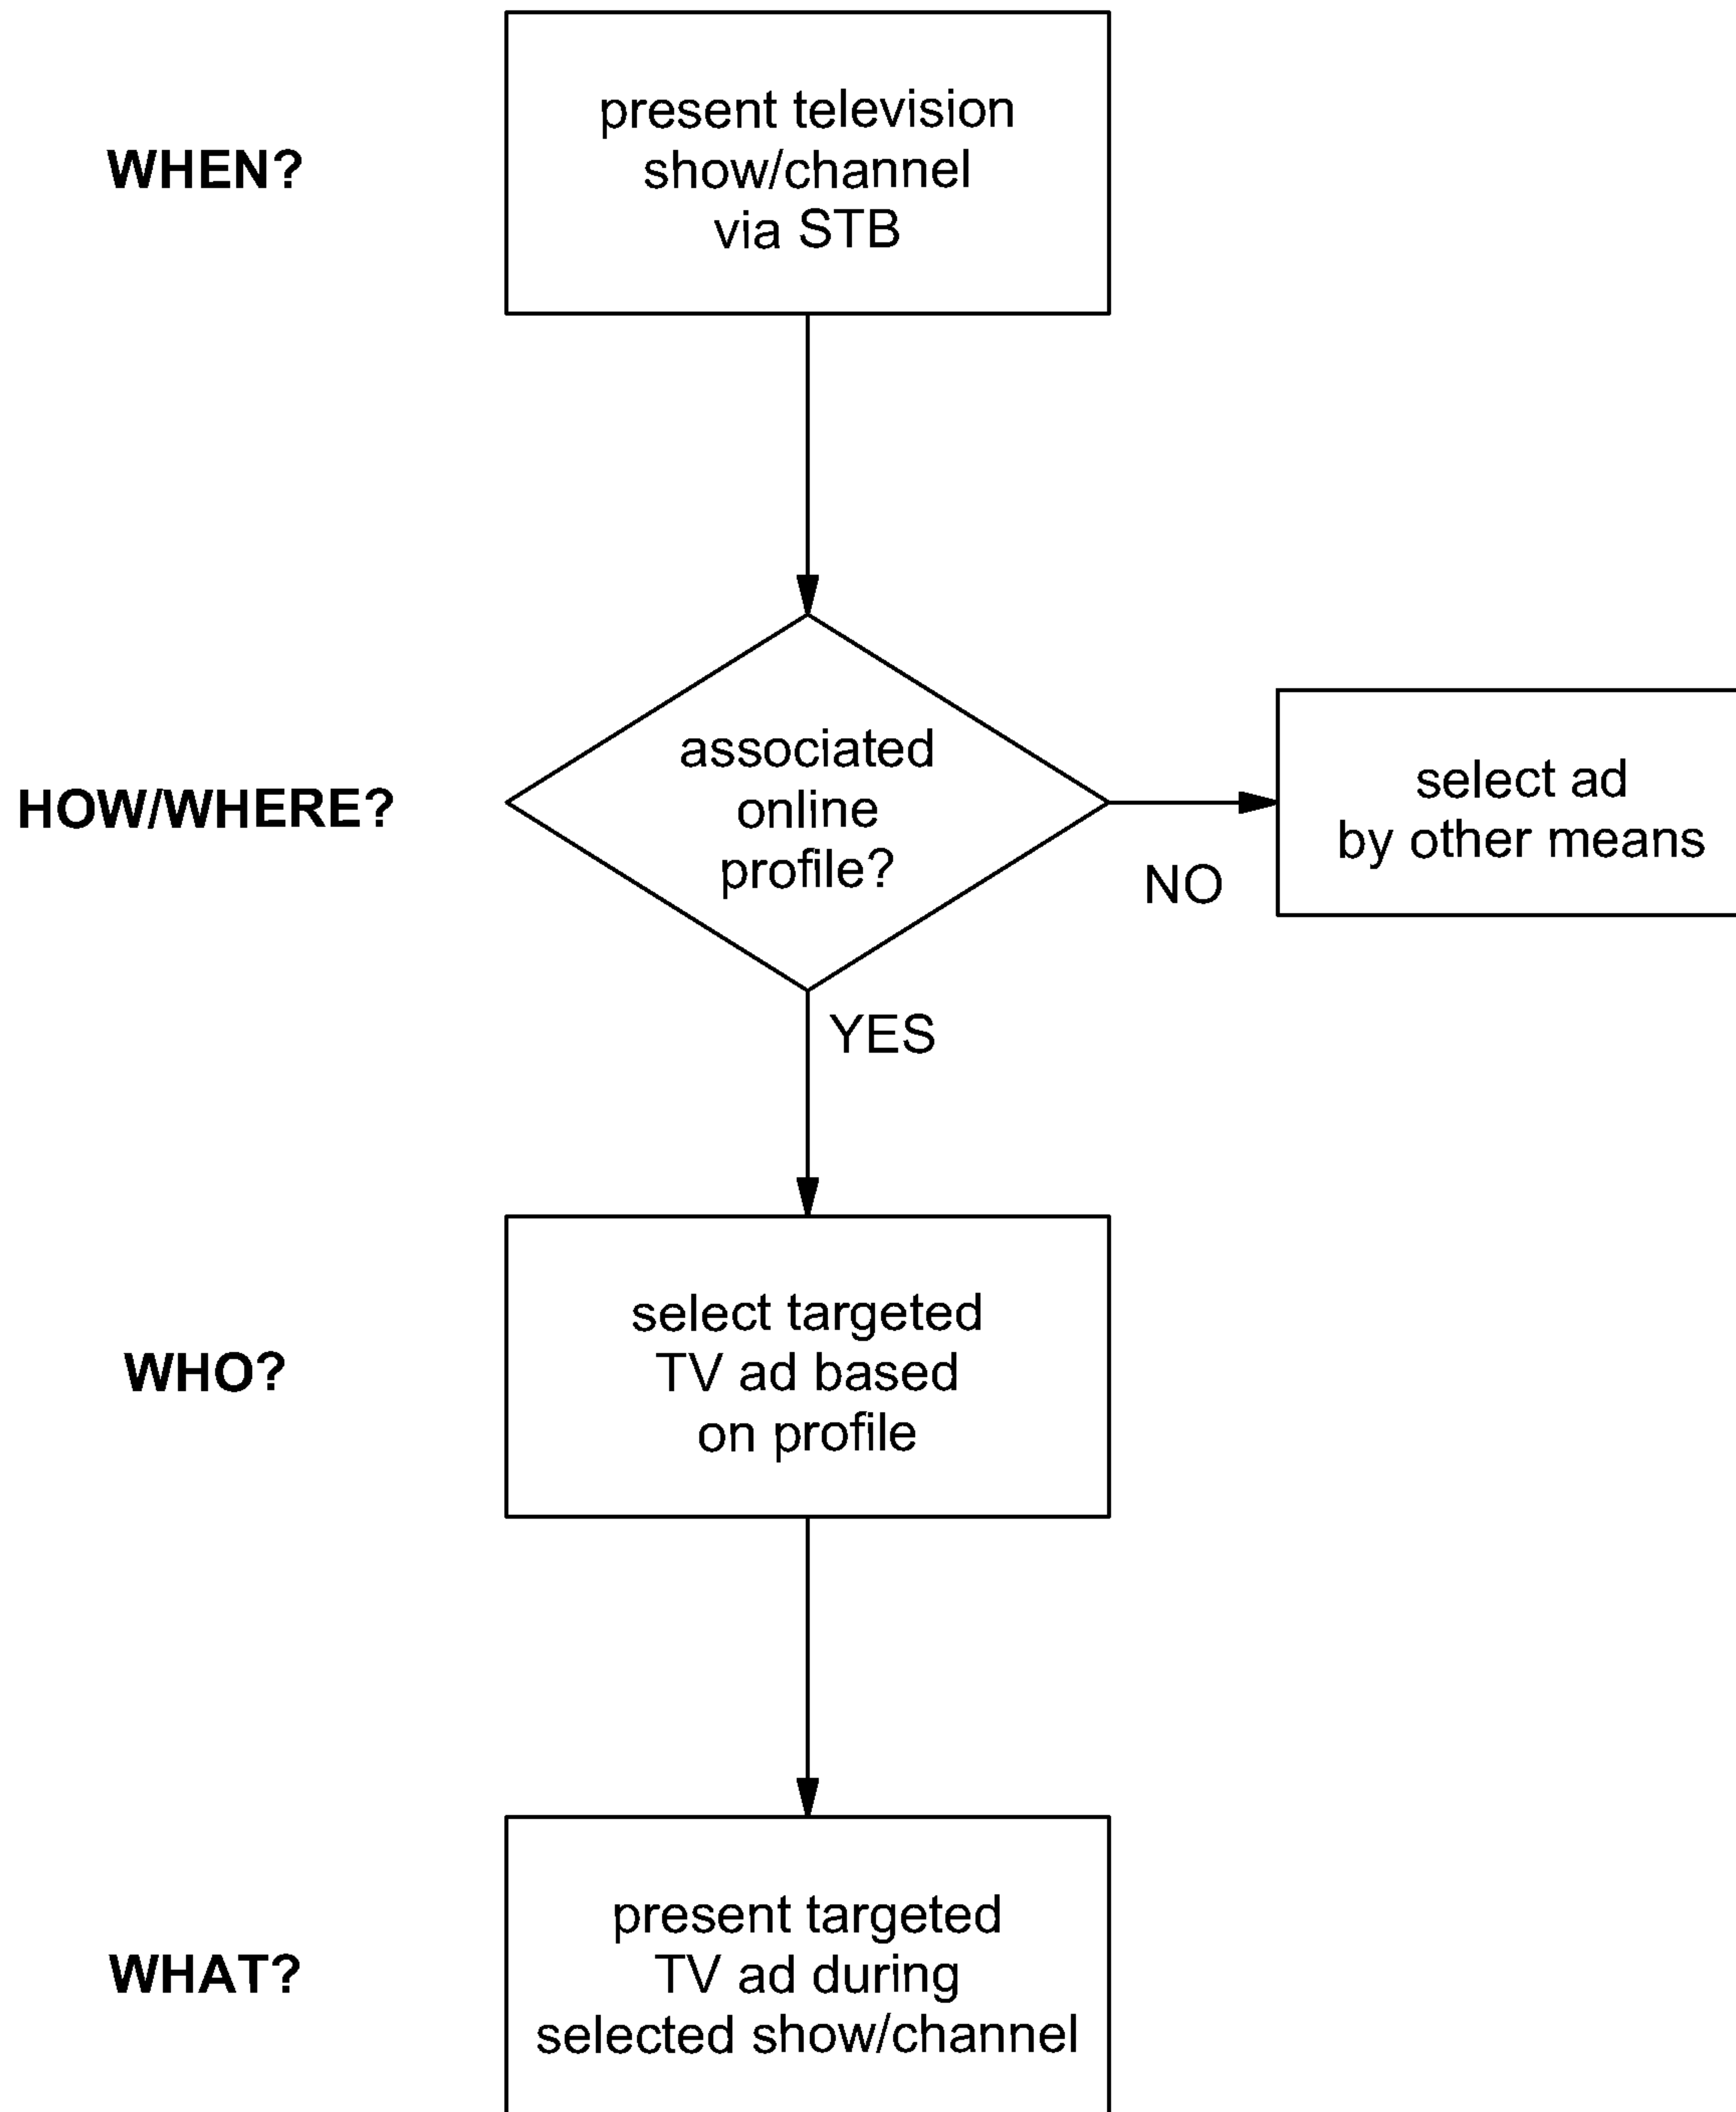 WHEN?
present television
show/channel
via STB
HOW/WHERE?
associated
online
profile?
NO
select ad
by other means
YES
WHO?
select targeted
TV ad based
on profile
WHAT?
present targeted
TV ad during
selected show/channel